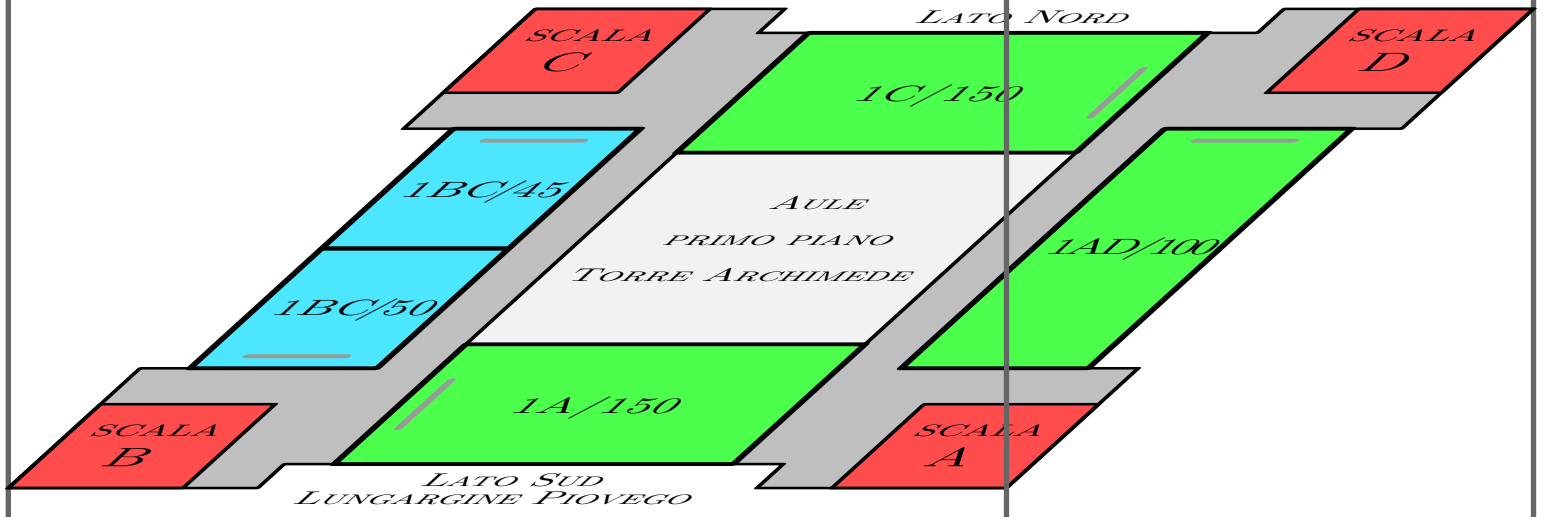 Lato Nord
scala
C
scala
D
1C/150
1BC/45
Aule
primo piano
Torre Archimede
1AD/100
1BC/50
1A/150
scala
B
scala
A
Lato Sud
Lungargine Piovego